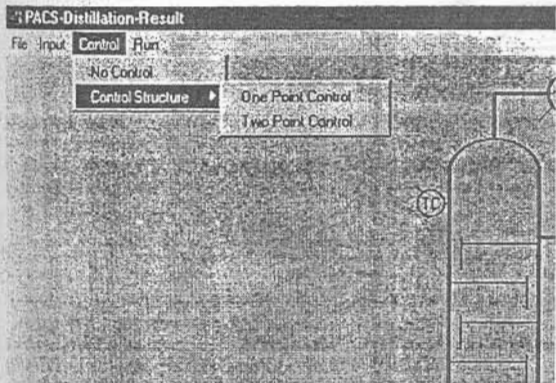 PACS-Distillation-Result
File Input Control Run
No Control
Control Structure
One Point Control
Two Point Control
TC